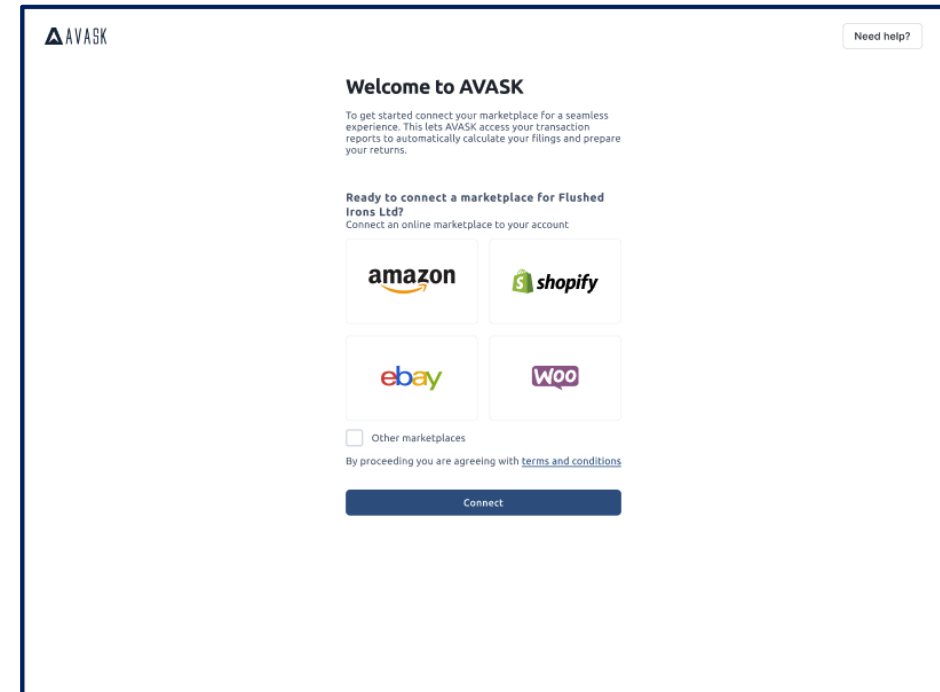 AVASK
Need help?
Welcome to AVASK
To get started connect your marketplace for a seamless
experience. This lets AVASK access your transaction
reports to automatically calculate your filings and prepare
your returns.
Ready to connect a marketplace for Flushed
Irons Ltd?
Connect an online marketplace to your account
amazon
shopify
ebay
Woo
Other marketplaces
By proceeding you are agreeing with terms and conditions
Connect